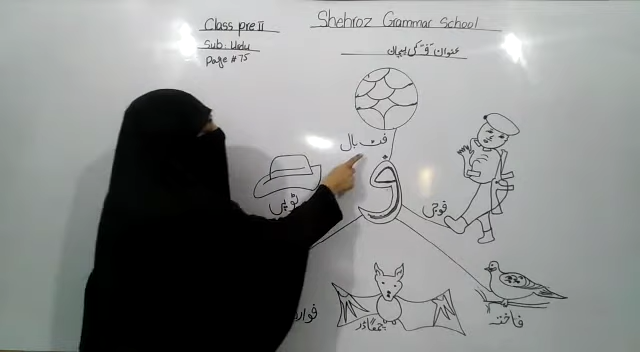 Class pre II
Shehroz Grammar School
Sub: Urdu
Page # 75
عنوان "ف" کی پہچان
فٹ بال
ف
ٹوپی
فوجی
چمگادڑ
فاختہ